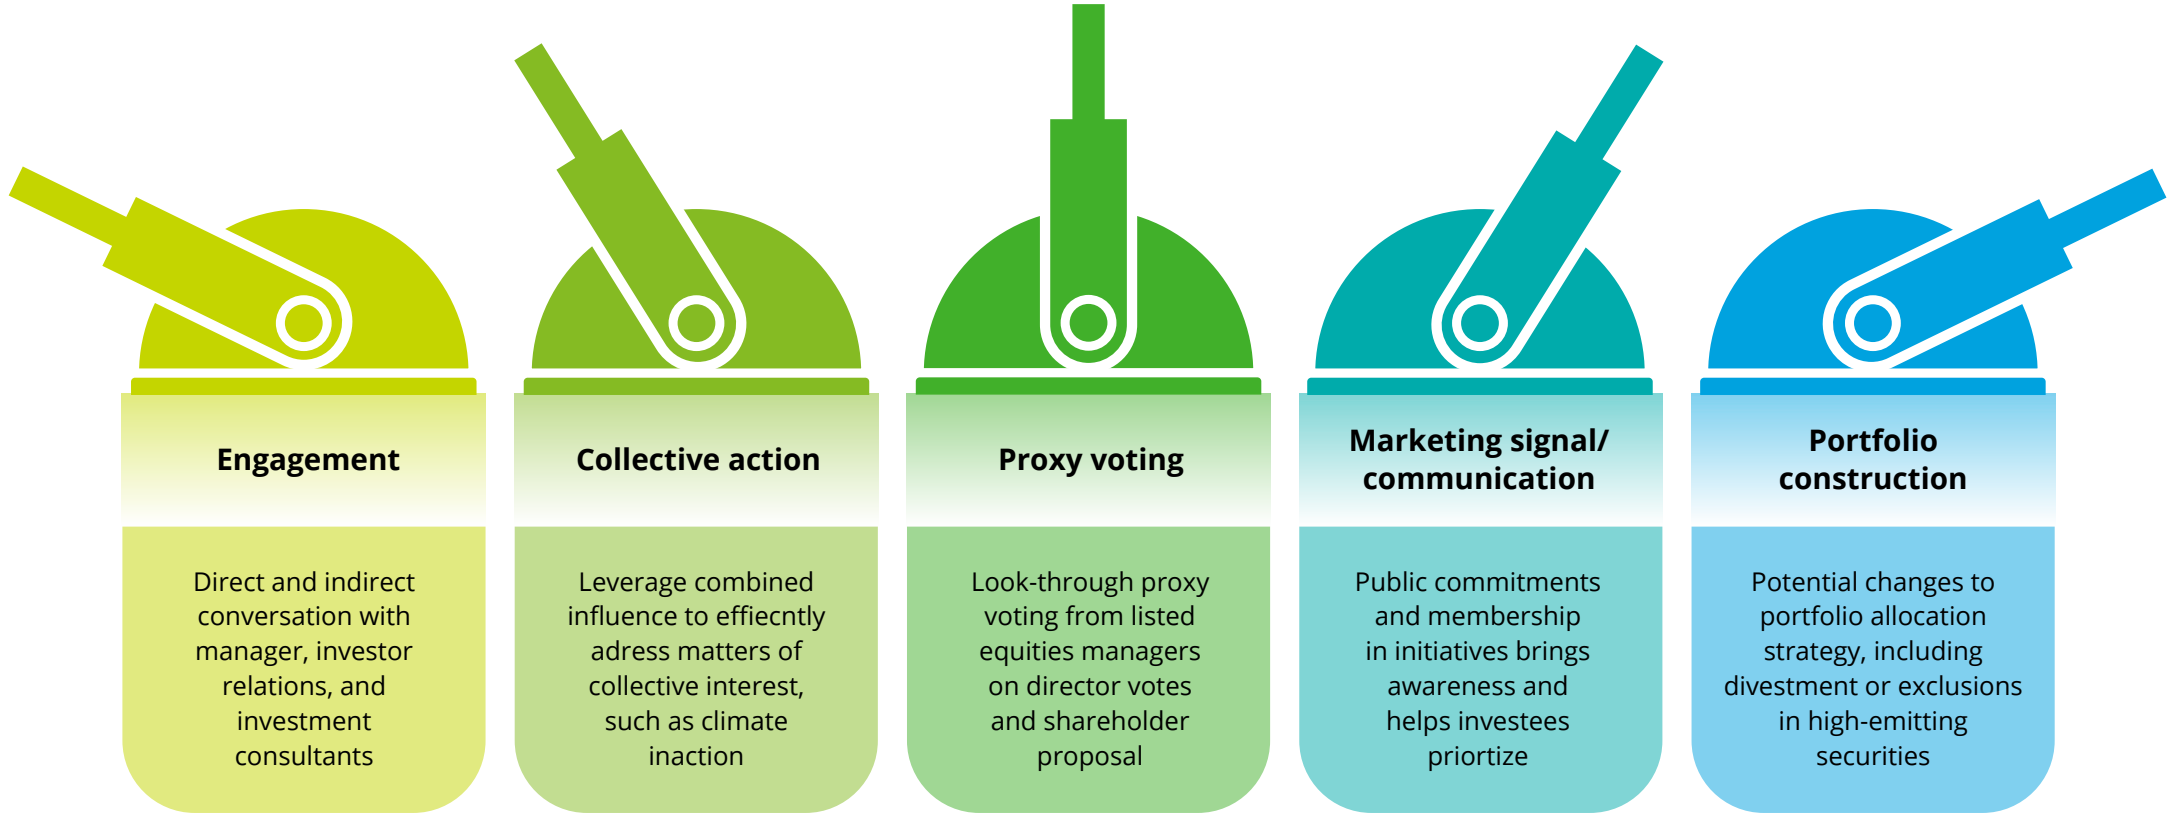 Engagement
Direct and indirect
conversation with
manager, investor
relations, and
investment
consultants
Collective action
Leverage combined
influence to effiecntly
adress matters of
collective interest,
such as climate
inaction
Proxy voting
Look-through proxy
voting from listed
equities managers
on director votes
and shareholder
proposal
Marketing signal/
communication
Public commitments
and membership
in initiatives brings
awareness and
helps investees
priortize
Portfolio
construction
Potential changes to
portfolio allocation
strategy, including
divestment or exclusions
in high-emitting
securities